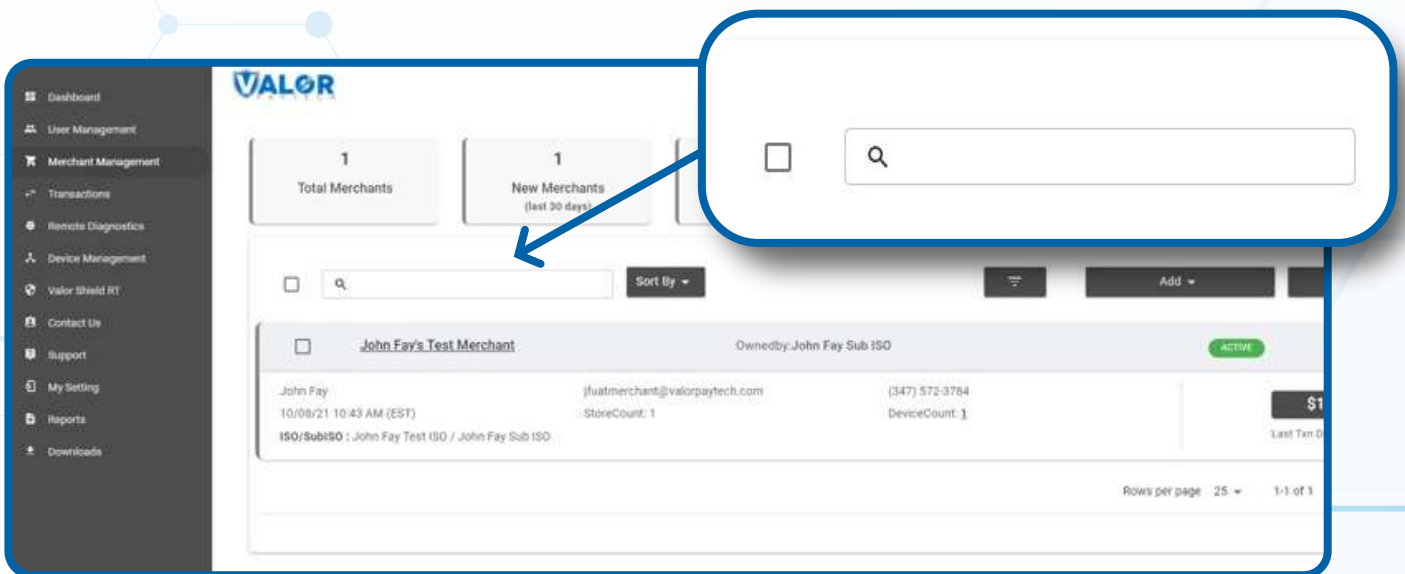 VALOR
PAYTECH
Dashboard
User Management
Merchant Management
Transactions
Remote Diagnostics
Device Management
Valor Shield RT
Contact Us
Support
My Setting
Reports
Downloads
1
Total Merchants
1
New Merchants
(last 30 days)
Sort By
Add
John Fay's Test Merchant
Ownedby:John Fay Sub ISO
ACTIVE
John Fay
jfuatmerchant@valorpaytech.com
(347) 572-3784
10/08/21 10:43 AM (EST)
StoreCount: 1
DeviceCount: 1
$1
ISO/SubISO : John Fay Test ISO / John Fay Sub ISO
Last Txn D
Rows per page 25
1-1 of 1